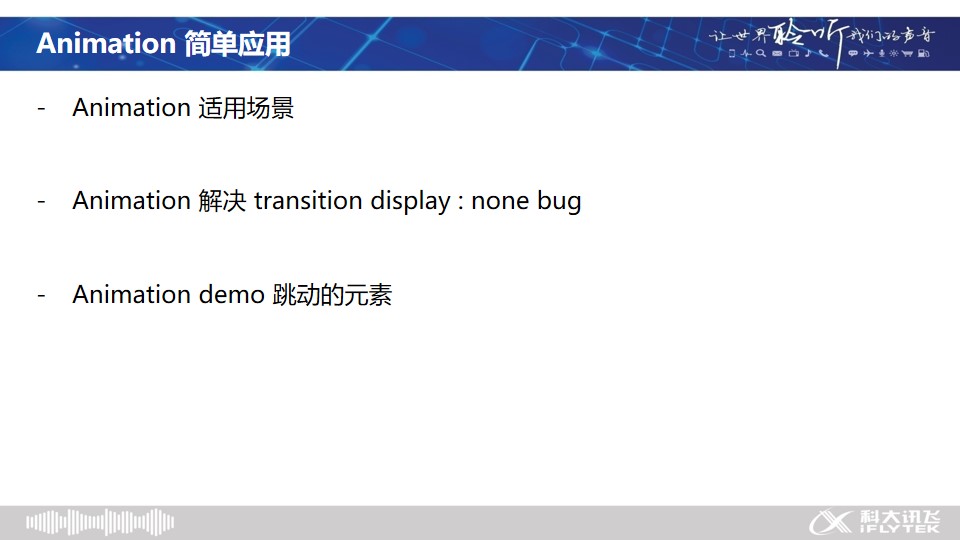 Animation 简单应用
让世界聆听我们的声音
- Animation 适用场景
- Animation 解决 transition display : none bug
- Animation demo 跳动的元素
科大讯飞
iFLYTEK